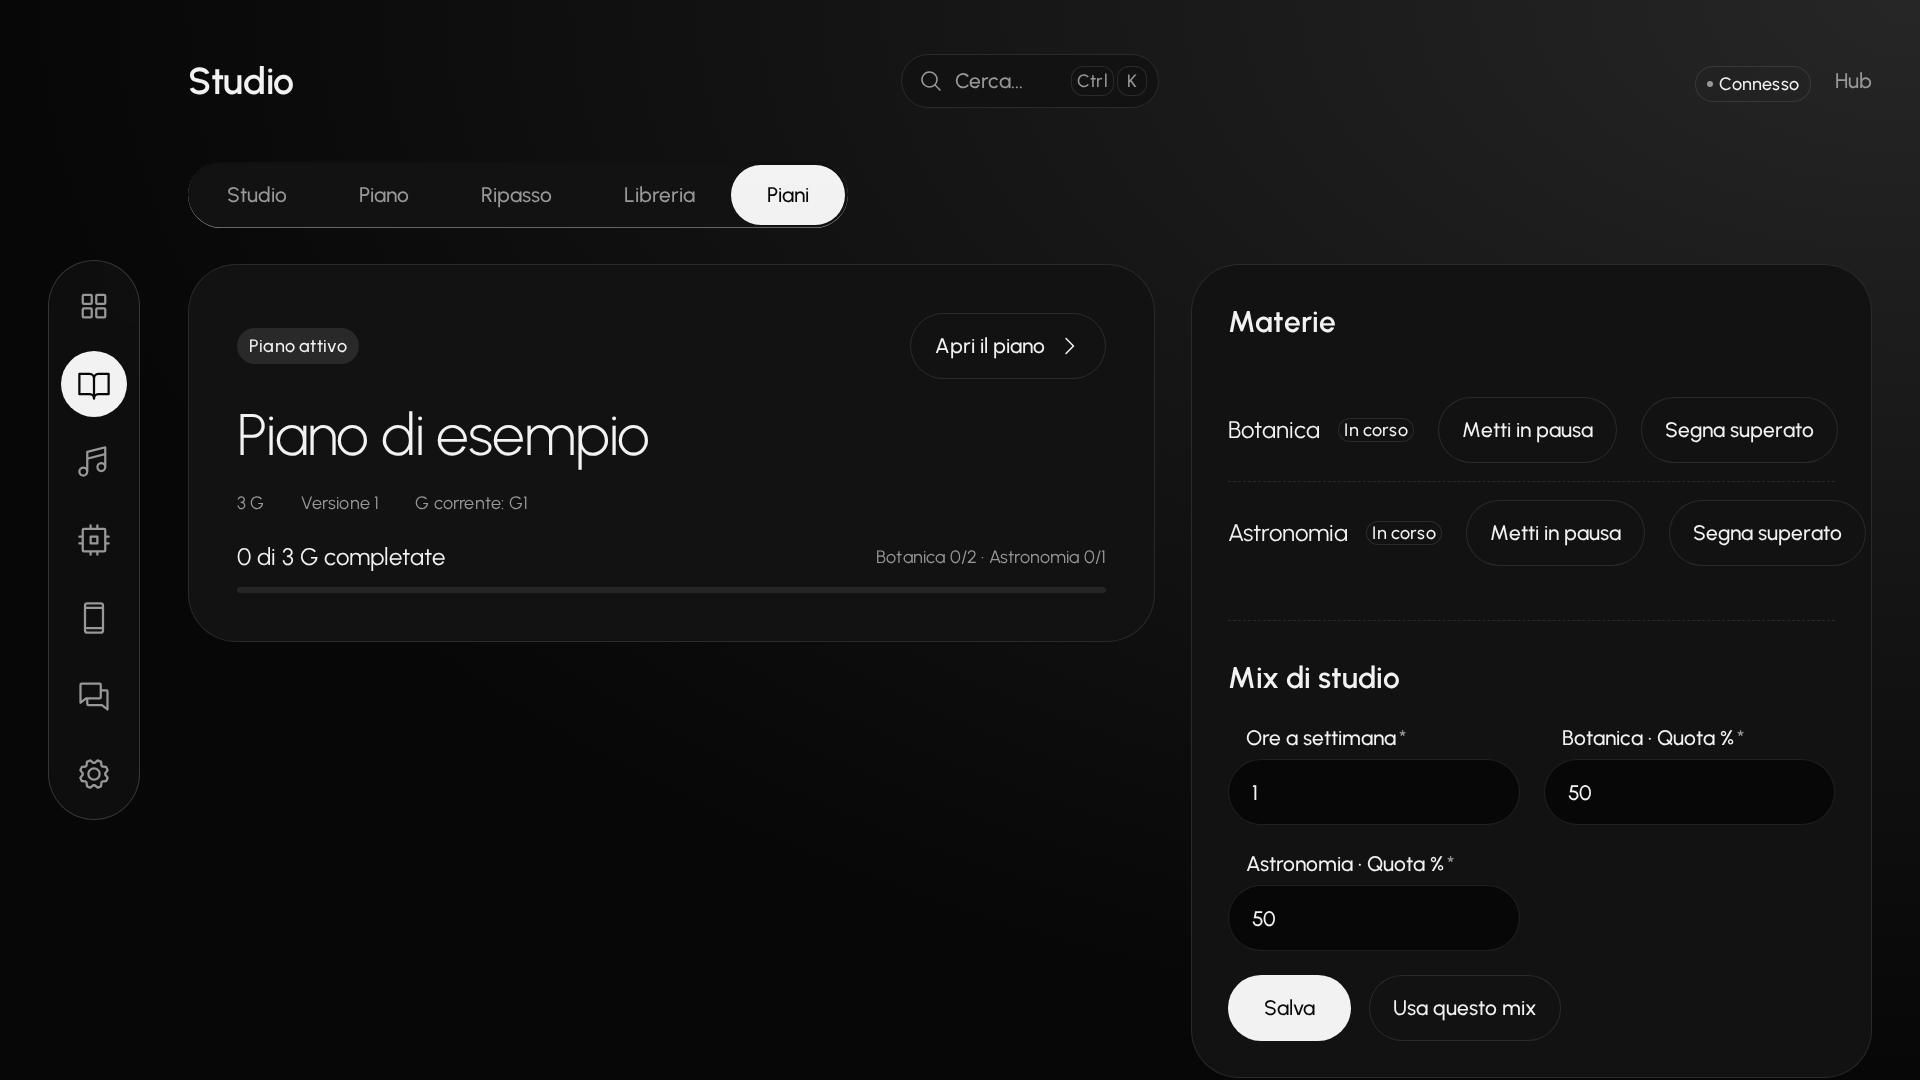 Studio
Cerca...
Ctrl K
Connesso
Hub
Studio
Piano
Ripasso
Libreria
Piani
Piano attivo
Apri il piano
Piano di esempio
3 G
Versione 1
G corrente: G1
0 di 3 G completate
Botanica 0/2 · Astronomia 0/1
Materie
Botanica
In corso
Metti in pausa
Segna superato
Astronomia
In corso
Metti in pausa
Segna superato
Mix di studio
Ore a settimana*
1
Botanica · Quota %*
50
Astronomia · Quota %*
50
Salva
Usa questo mix